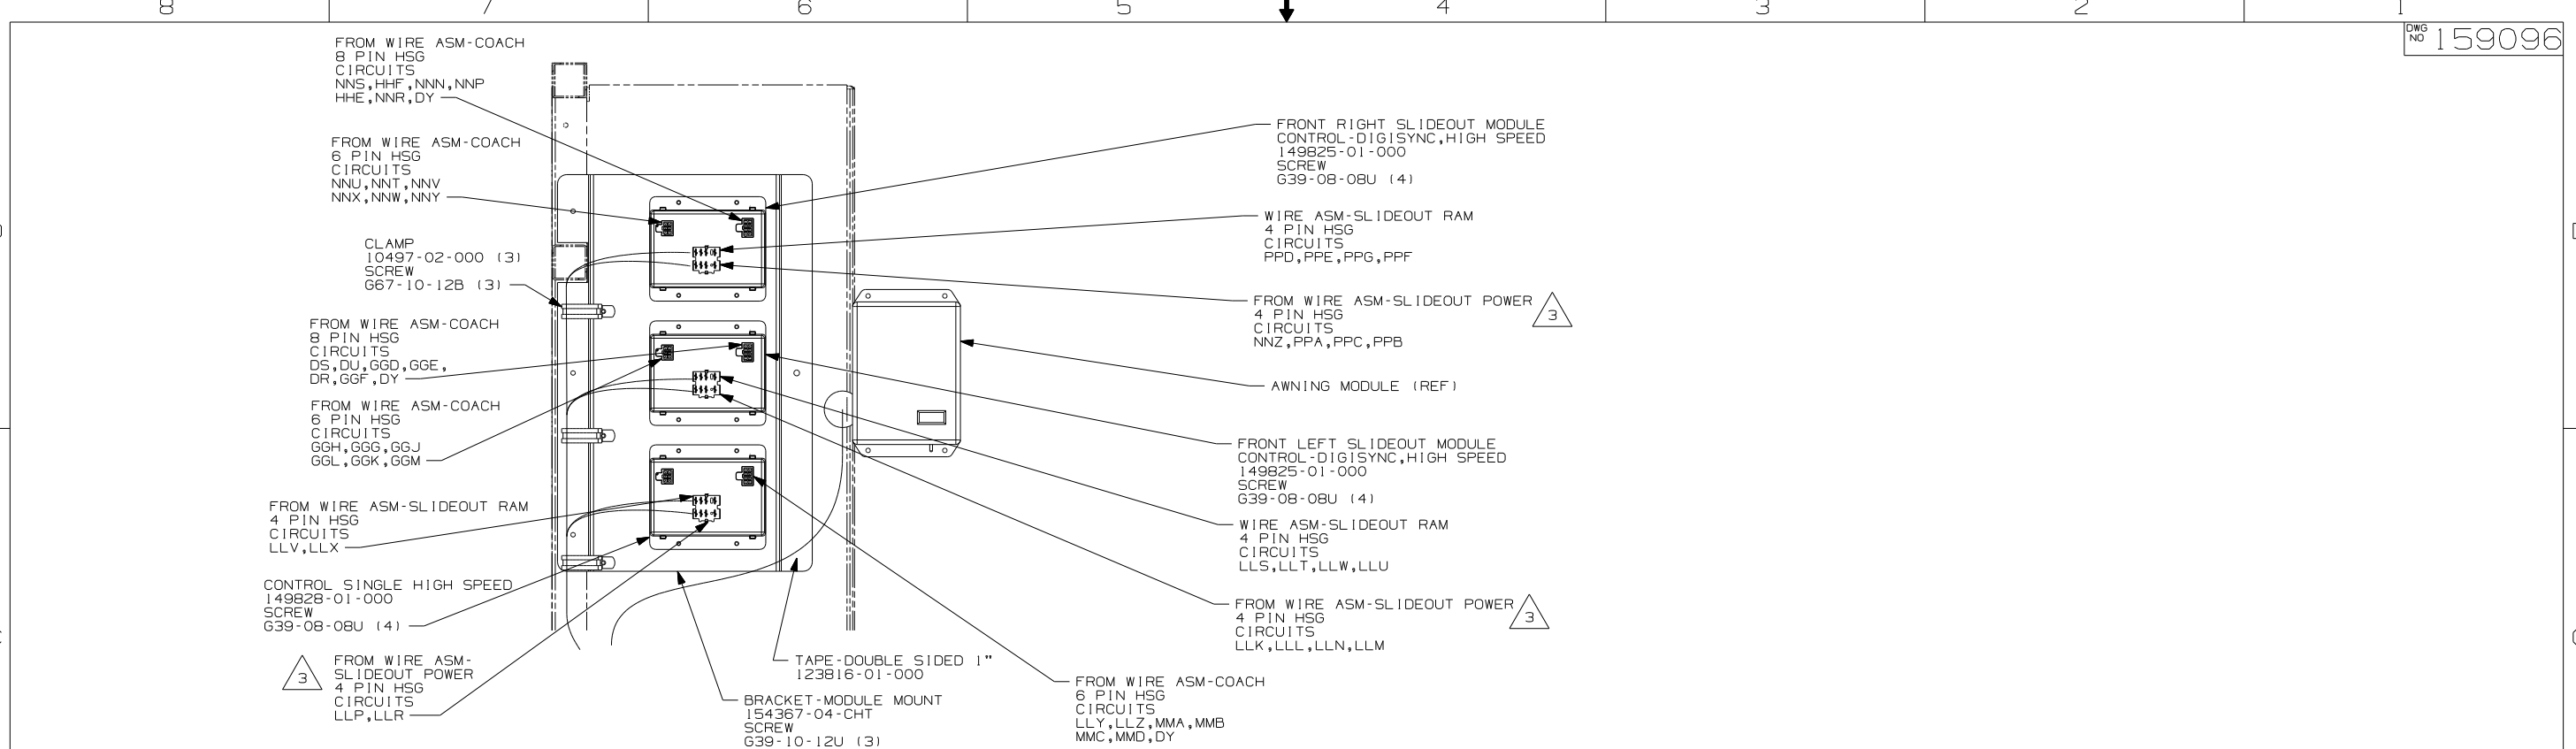 8 7 6 5 4 3 2 1
DWG NO 159096
FROM WIRE ASM-COACH
8 PIN HSG
CIRCUITS
NNS,HHF,NNN,NNP
HHE,NNR,DY
FROM WIRE ASM-COACH
6 PIN HSG
CIRCUITS
NNU,NNT,NNV
NNX,NNW,NNY
CLAMP
10497-02-000 (3)
SCREW
G67-10-12B (3)
FROM WIRE ASM-COACH
8 PIN HSG
CIRCUITS
DS,DU,GGD,GGE,
DR,GGF,DY
FROM WIRE ASM-COACH
6 PIN HSG
CIRCUITS
GGH,GGG,GGJ
GGL,GGK,GGM
FROM WIRE ASM-SLIDEOUT RAM
4 PIN HSG
CIRCUITS
LLV,LLX
CONTROL SINGLE HIGH SPEED
149828-01-000
SCREW
G39-08-08U (4)
3
FROM WIRE ASM-
SLIDEOUT POWER
4 PIN HSG
CIRCUITS
LLP,LLR
FRONT RIGHT SLIDEOUT MODULE
CONTROL-DIGISYNC,HIGH SPEED
149825-01-000
SCREW
G39-08-08U (4)
WIRE ASM-SLIDEOUT RAM
4 PIN HSG
CIRCUITS
PPD,PPE,PPG,PPF
FROM WIRE ASM-SLIDEOUT POWER 3
4 PIN HSG
CIRCUITS
NNZ,PPA,PPC,PPB
AWNING MODULE (REF)
FRONT LEFT SLIDEOUT MODULE
CONTROL-DIGISYNC,HIGH SPEED
149825-01-000
SCREW
G39-08-08U (4)
WIRE ASM-SLIDEOUT RAM
4 PIN HSG
CIRCUITS
LLS,LLT,LLW,LLU
FROM WIRE ASM-SLIDEOUT POWER 3
4 PIN HSG
CIRCUITS
LLK,LLL,LLN,LLM
TAPE-DOUBLE SIDED 1"
123816-01-000
BRACKET-MODULE MOUNT
154367-04-CHT
SCREW
G39-10-12U (3)
FROM WIRE ASM-COACH
6 PIN HSG
CIRCUITS
LLY,LLZ,MMA,MMB
MMC,MMD,DY